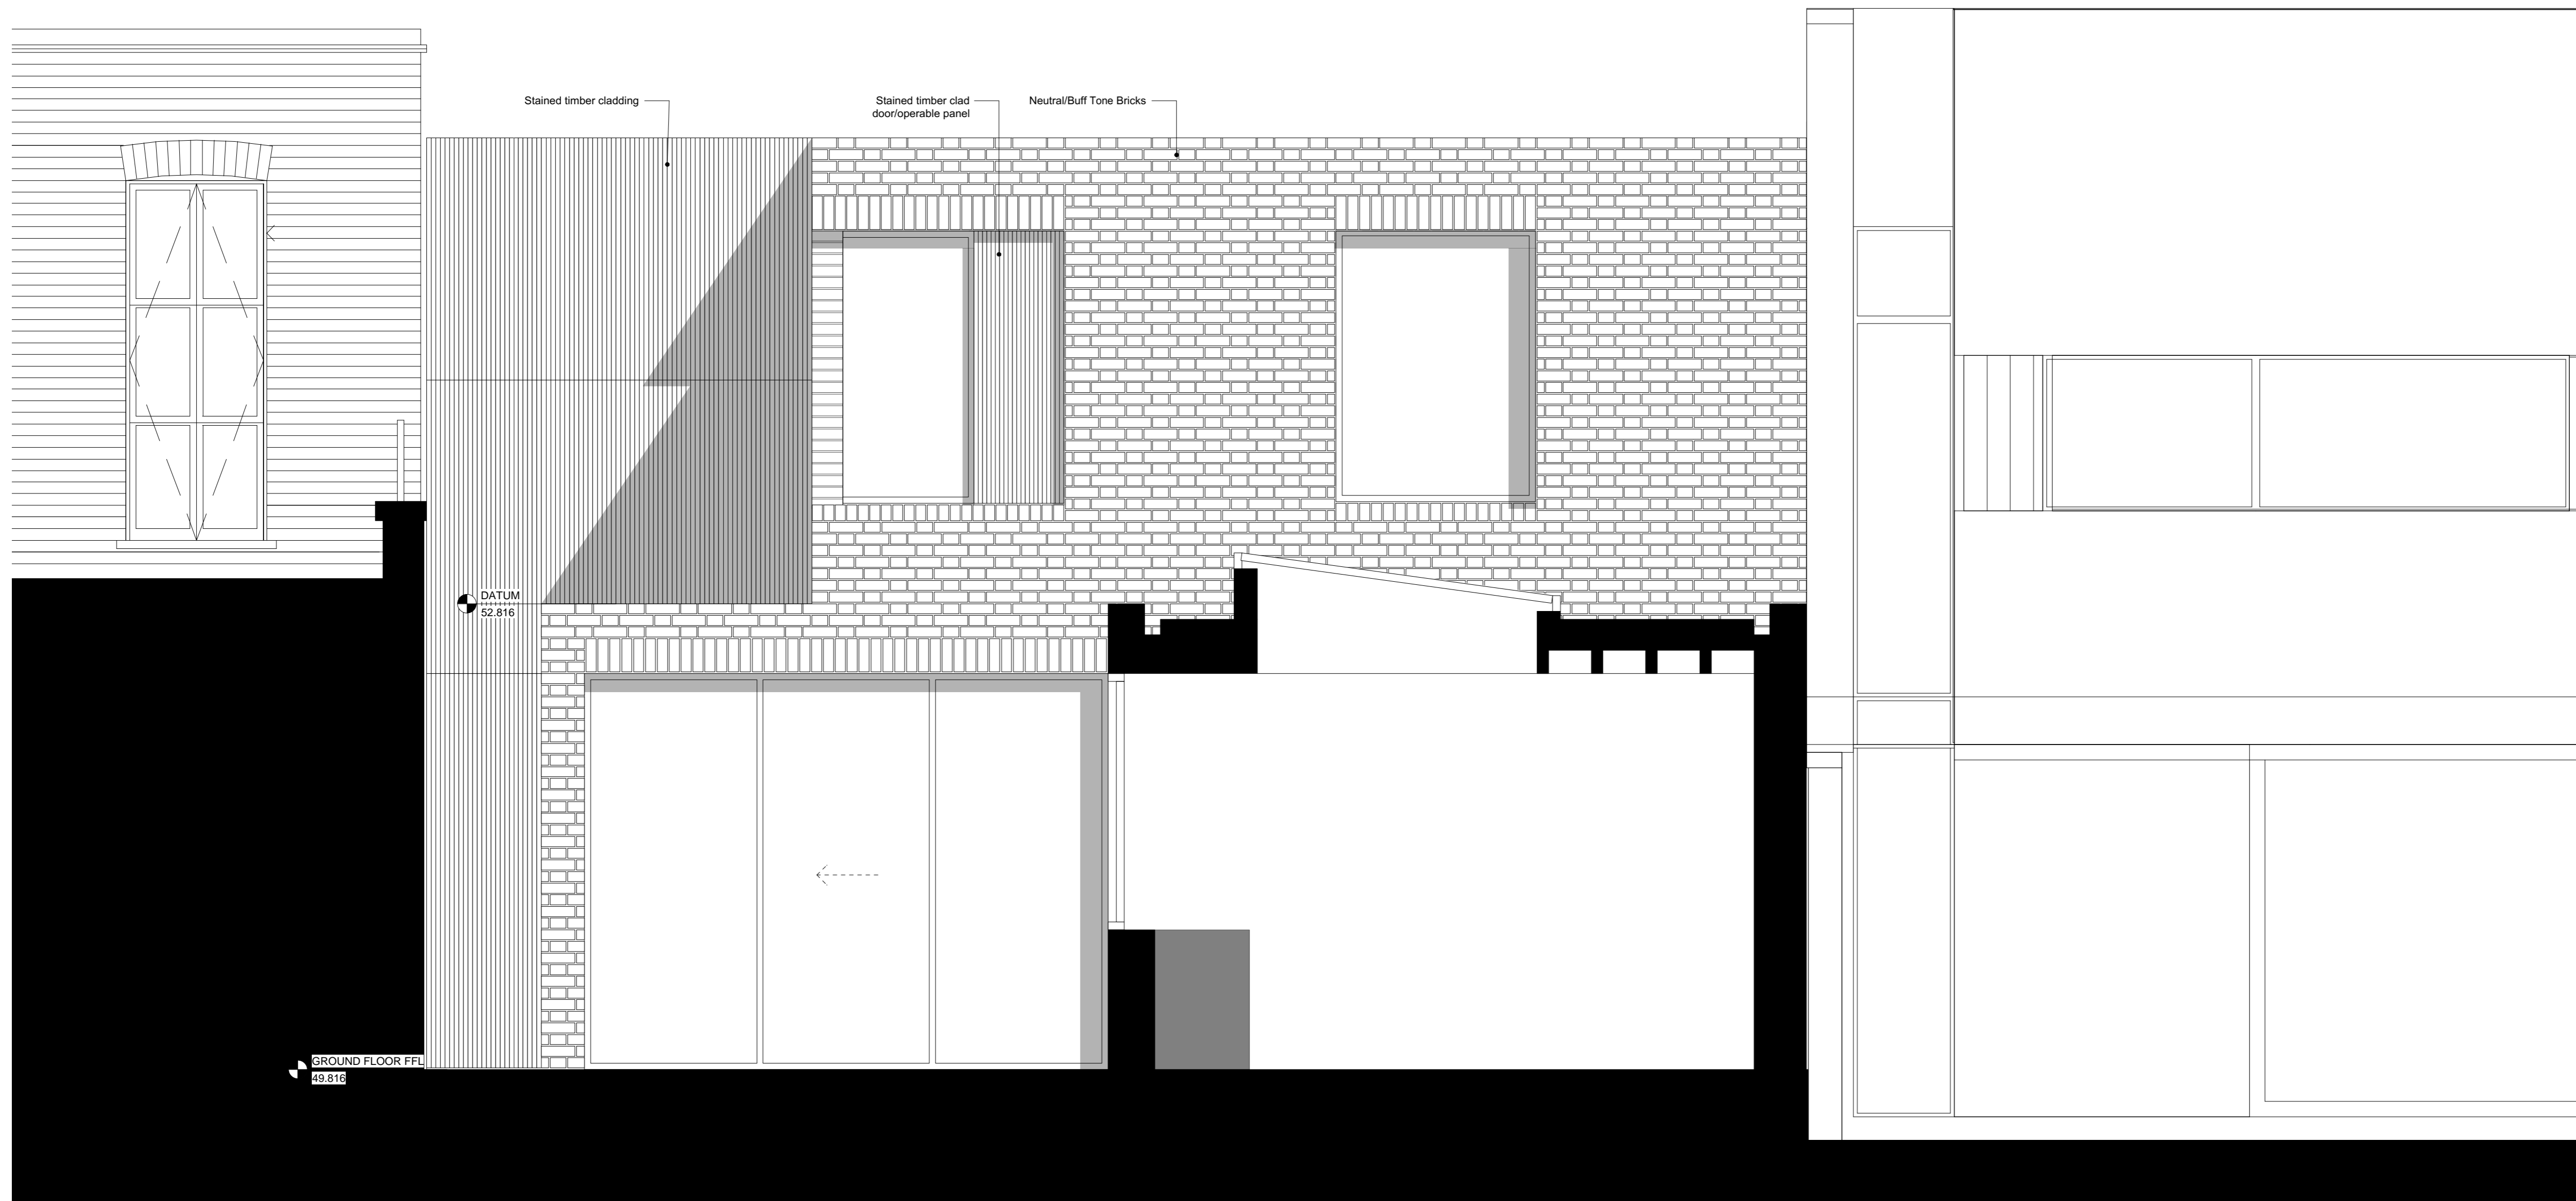 Stained timber cladding
Stained timber clad
door/operable panel
Neutral/Buff Tone Bricks
DATUM
52.816
GROUND FLOOR FFL
49.816